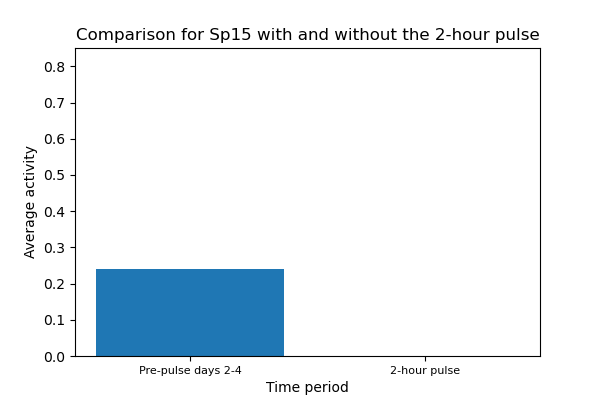 Comparison for Sp15 with and without the 2-hour pulse
Average activity
0.8
0.7
0.6
0.5
0.4
0.3
0.2
0.1
0.0
Pre-pulse days 2-4
2-hour pulse
Time period